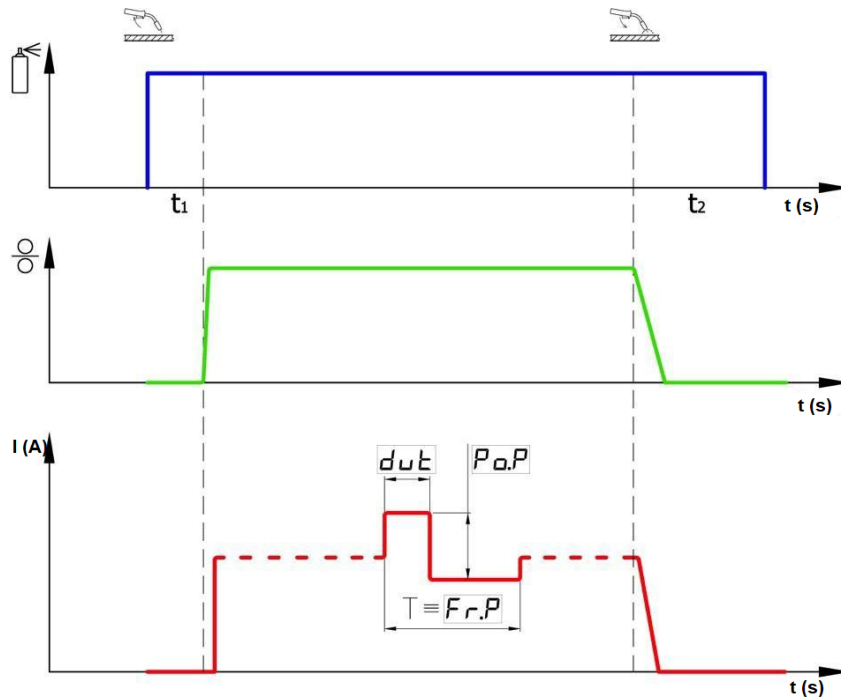 t₁
t₂
t (s)
t (s)
I (A)
dut
Po.P
T ≡ Fr.P
t (s)